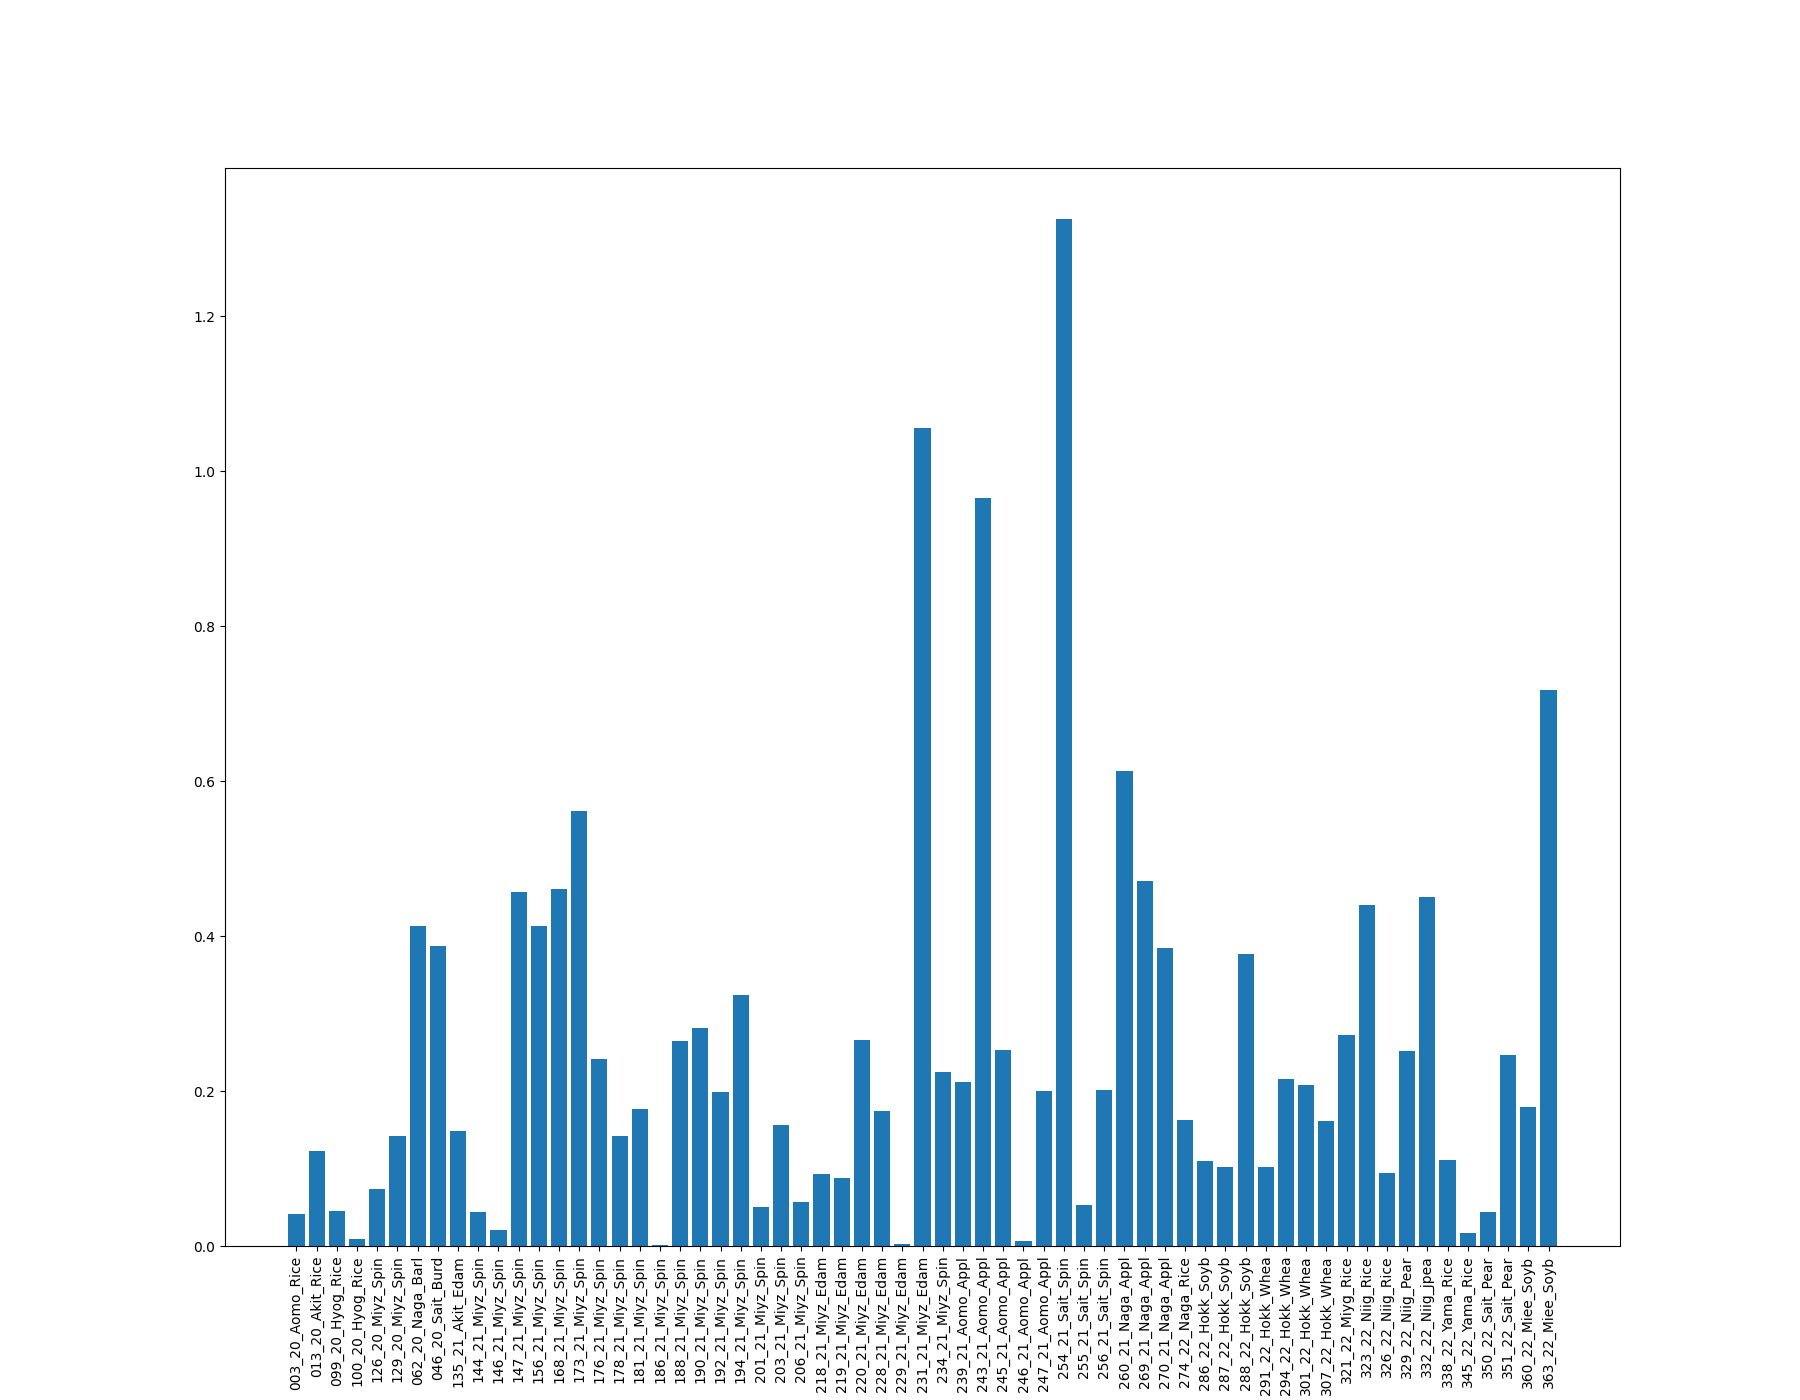 1.2
1.0
0.8
0.6
0.4
0.2
0.0
003_20_Aomo_Rice
013_20_Akit_Rice
099_20_Hyog_Rice
100_20_Hyog_Rice
126_20_Miyz_Spin
129_20_Miyz_Spin
062_20_Naga_Barl
046_20_Sait_Burd
135_21_Akit_Edam
144_21_Miyz_Spin
146_21_Miyz_Spin
147_21_Miyz_Spin
156_21_Miyz_Spin
168_21_Miyz_Spin
173_21_Miyz_Spin
176_21_Miyz_Spin
178_21_Miyz_Spin
181_21_Miyz_Spin
186_21_Miyz_Spin
188_21_Miyz_Spin
190_21_Miyz_Spin
192_21_Miyz_Spin
194_21_Miyz_Spin
201_21_Miyz_Spin
203_21_Miyz_Spin
206_21_Miyz_Spin
218_21_Miyz_Edam
219_21_Miyz_Edam
220_21_Miyz_Edam
228_21_Miyz_Edam
229_21_Miyz_Edam
231_21_Miyz_Edam
234_21_Miyz_Spin
239_21_Aomo_Appl
243_21_Aomo_Appl
245_21_Aomo_Appl
246_21_Aomo_Appl
247_21_Aomo_Appl
254_21_Sait_Spin
255_21_Sait_Spin
256_21_Sait_Spin
260_21_Naga_Appl
269_21_Naga_Appl
270_21_Naga_Appl
274_22_Naga_Rice
286_22_Hokk_Soyb
287_22_Hokk_Soyb
288_22_Hokk_Soyb
291_22_Hokk_Whea
294_22_Hokk_Whea
301_22_Hokk_Whea
307_22_Hokk_Whea
321_22_Miyg_Rice
323_22_Niig_Rice
326_22_Niig_Rice
329_22_Niig_Pear
332_22_Niig_jpea
338_22_Yama_Rice
345_22_Yama_Rice
350_22_Sait_Pear
351_22_Sait_Pear
360_22_Miee_Soyb
363_22_Miee_Soyb